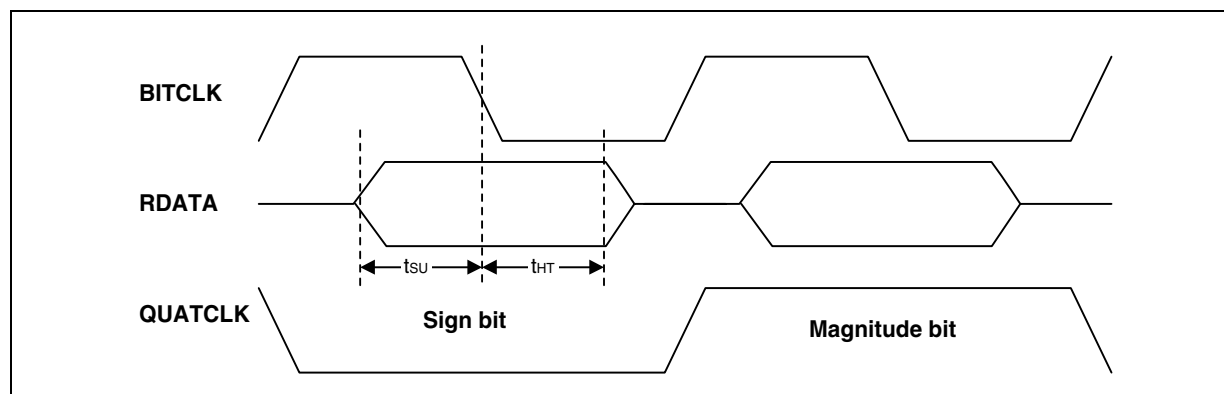 BITCLK
RDATA
tSU
tHT
QUATCLK
Sign bit
Magnitude bit